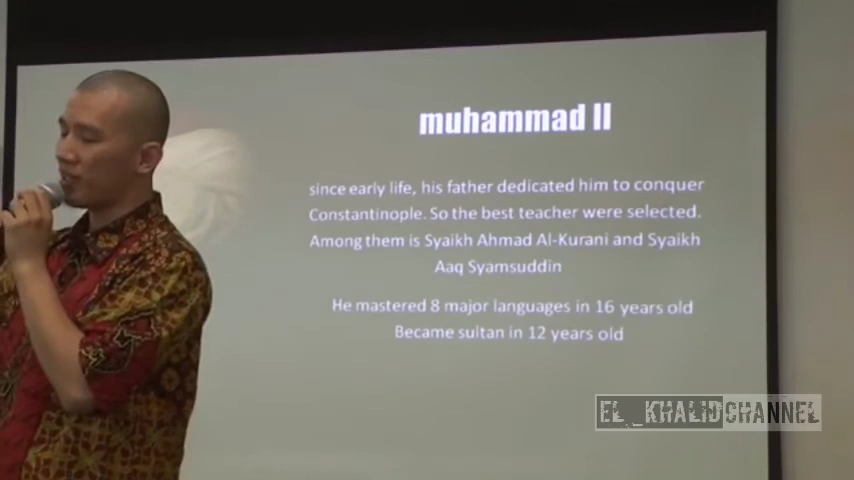 muhammad II
since early life, his father dedicated him to conquer
Constantinople. So the best teacher were selected.
Among them is Syaikh Ahmad Al-Kurani and Syaikh
Aaq Syamsuddin
He mastered 8 major languages in 16 years old
Became sultan in 12 years old
EL_KHALIDCHANNEL